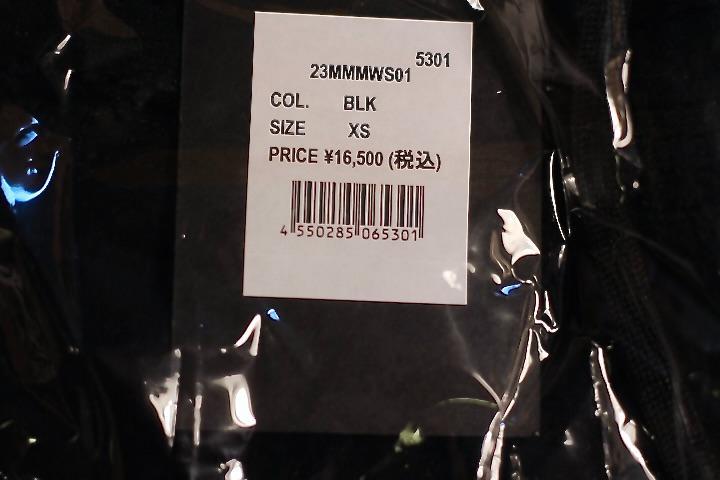 5301
23MMMWS01
COL. BLK
SIZE XS
PRICE ¥16,500 (税込)
4 550285 065301